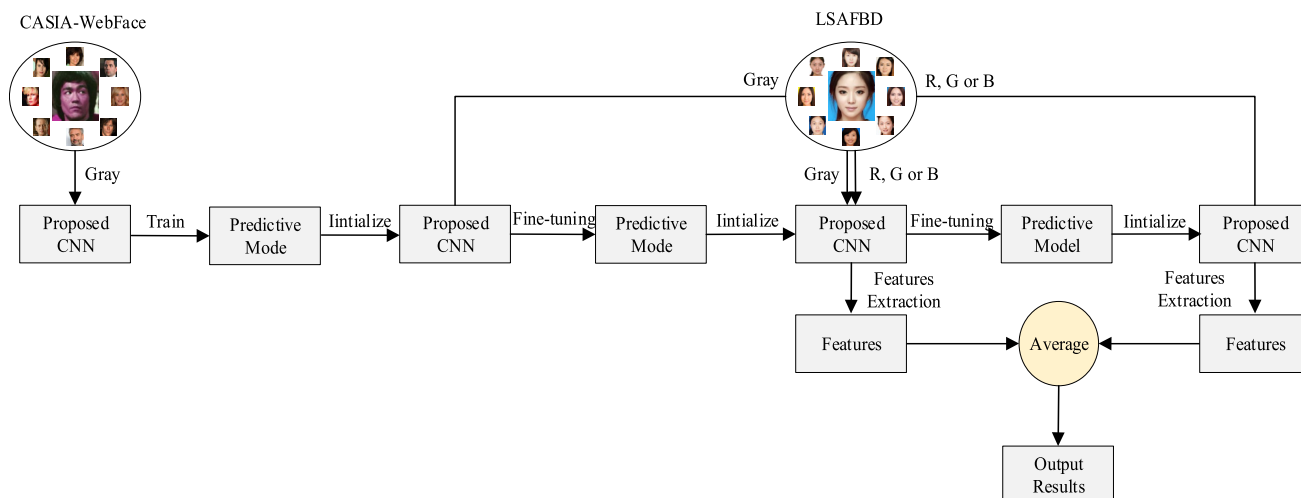 CASIA-WebFace
LSAFBD
Gray
R, G or B
Gray
Gray
R, G or B
Proposed
CNN
Train
Predictive
Mode
Iintialize
Proposed
CNN
Fine-tuning
Predictive
Mode
Iintialize
Proposed
CNN
Fine-tuning
Predictive
Model
Iintialize
Proposed
CNN
Features
Extraction
Features
Extraction
Features
Average
Features
Output
Results